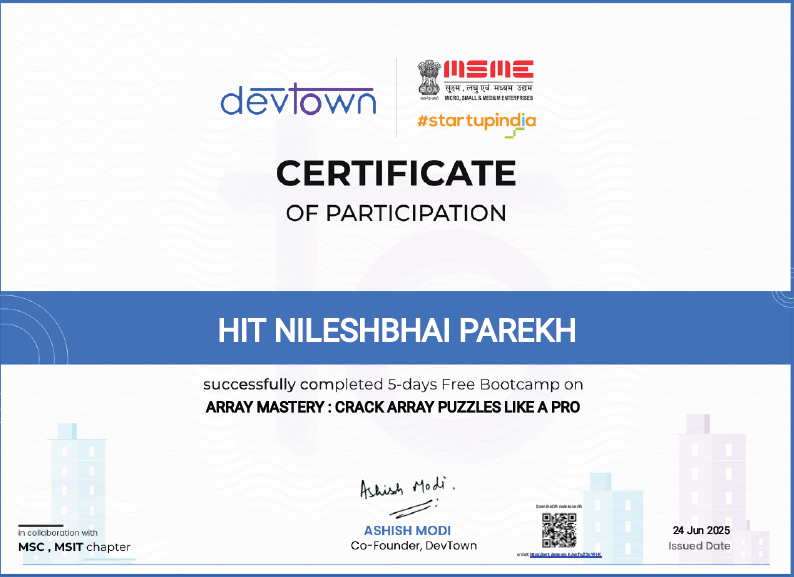 devtown
MSME
सूक्ष्म, लघु एवं मध्यम उद्यम
MICRO, SMALL & MEDIUM ENTERPRISES
#startupindia
CERTIFICATE
OF PARTICIPATION
HIT NILESHBHAI PAREKH
successfully completed 5-days Free Bootcamp on
ARRAY MASTERY : CRACK ARRAY PUZZLES LIKE A PRO
Ashish Modi.
ASHISH MODI
Co-Founder, DevTown
In collaboration with
MSC , MSIT chapter
24 Jun 2025
Issued Date